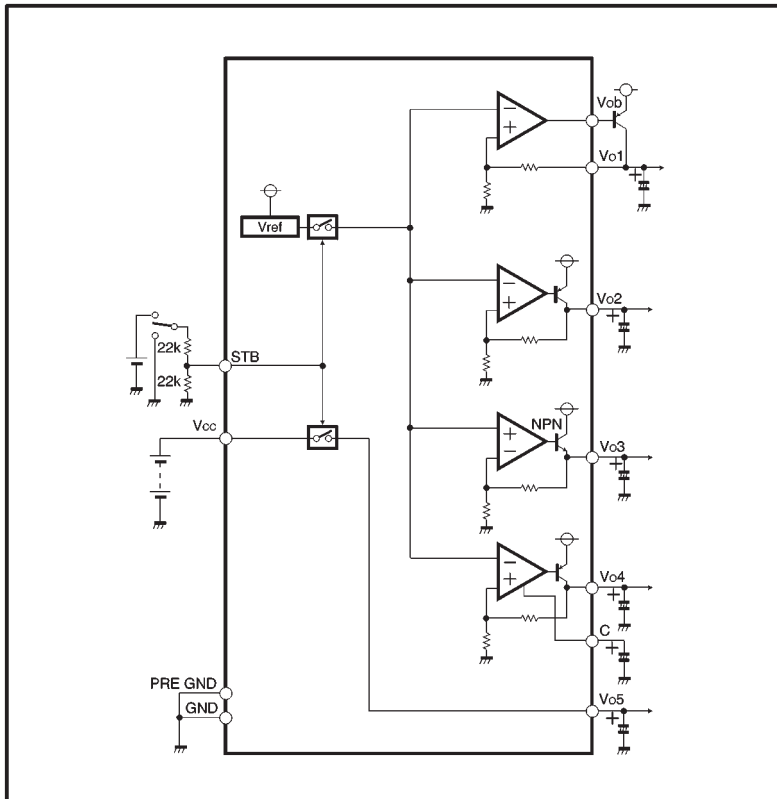 Vob
Vo1
Vref
Vo2
22k
STB
22k
Vcc
NPN
Vo3
Vo4
C
PRE GND
GND
Vo5